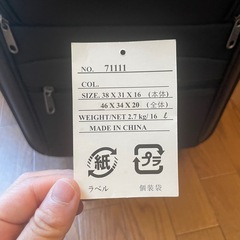 NO. 71111
COL.
SIZE. 38 X 31 X 16 (本体)
46 X 34 X 20 (全体)
WEIGHT/NET 2.7 kg/ 16 ℓ
MADE IN CHINA
紙 プラ
ラベル 個装袋